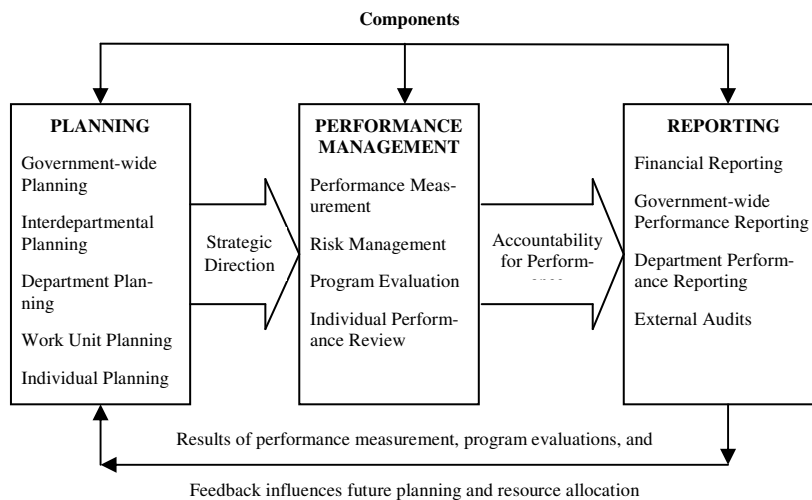 Components
PLANNING
Government-wide
Planning
Interdepartmental
Planning
Department Plan-
ning
Work Unit Planning
Individual Planning
Strategic
Direction
PERFORMANCE
MANAGEMENT
Performance Meas-
urement
Risk Management
Program Evaluation
Individual Perform-
ance Review
Accountability
for Perform-
REPORTING
Financial Reporting
Government-wide
Performance Reporting
Department Perform-
ance Reporting
External Audits
Results of performance measurement, program evaluations, and
Feedback influences future planning and resource allocation